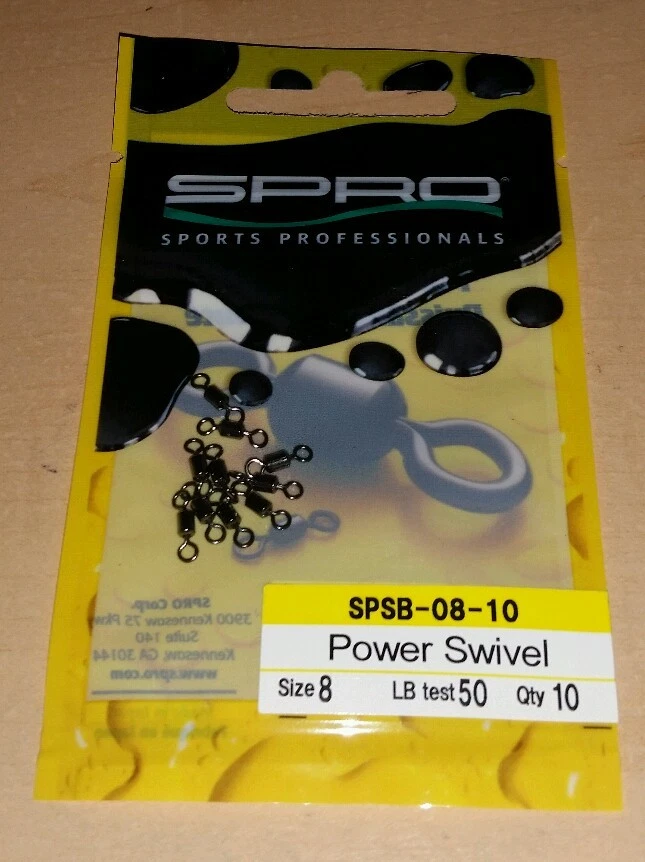 SPRO®
SPORTS PROFESSIONALS
SPRO Corp.
3900 Kennesaw 75 Pkw
Suite 140
Kennesaw, GA 30144
www.spro.com
SPSB-08-10
Power Swivel
Size 8 LB test 50 Qty 10